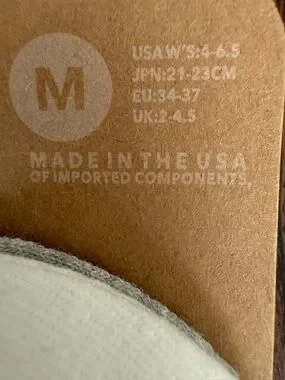 M
USA W'S:4-6.5
JPN:21-23CM
EU:34-37
UK:2-4.5
MADE IN THE USA
OF IMPORTED COMPONENTS.